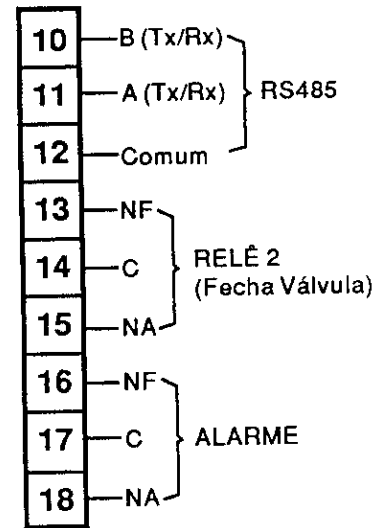 10 B (Tx/Rx)
11 A (Tx/Rx) RS485
12 Comum
13 NF
14 C RELÊ 2
(Fecha Válvula)
15 NA
16 NF
17 C ALARME
18 NA